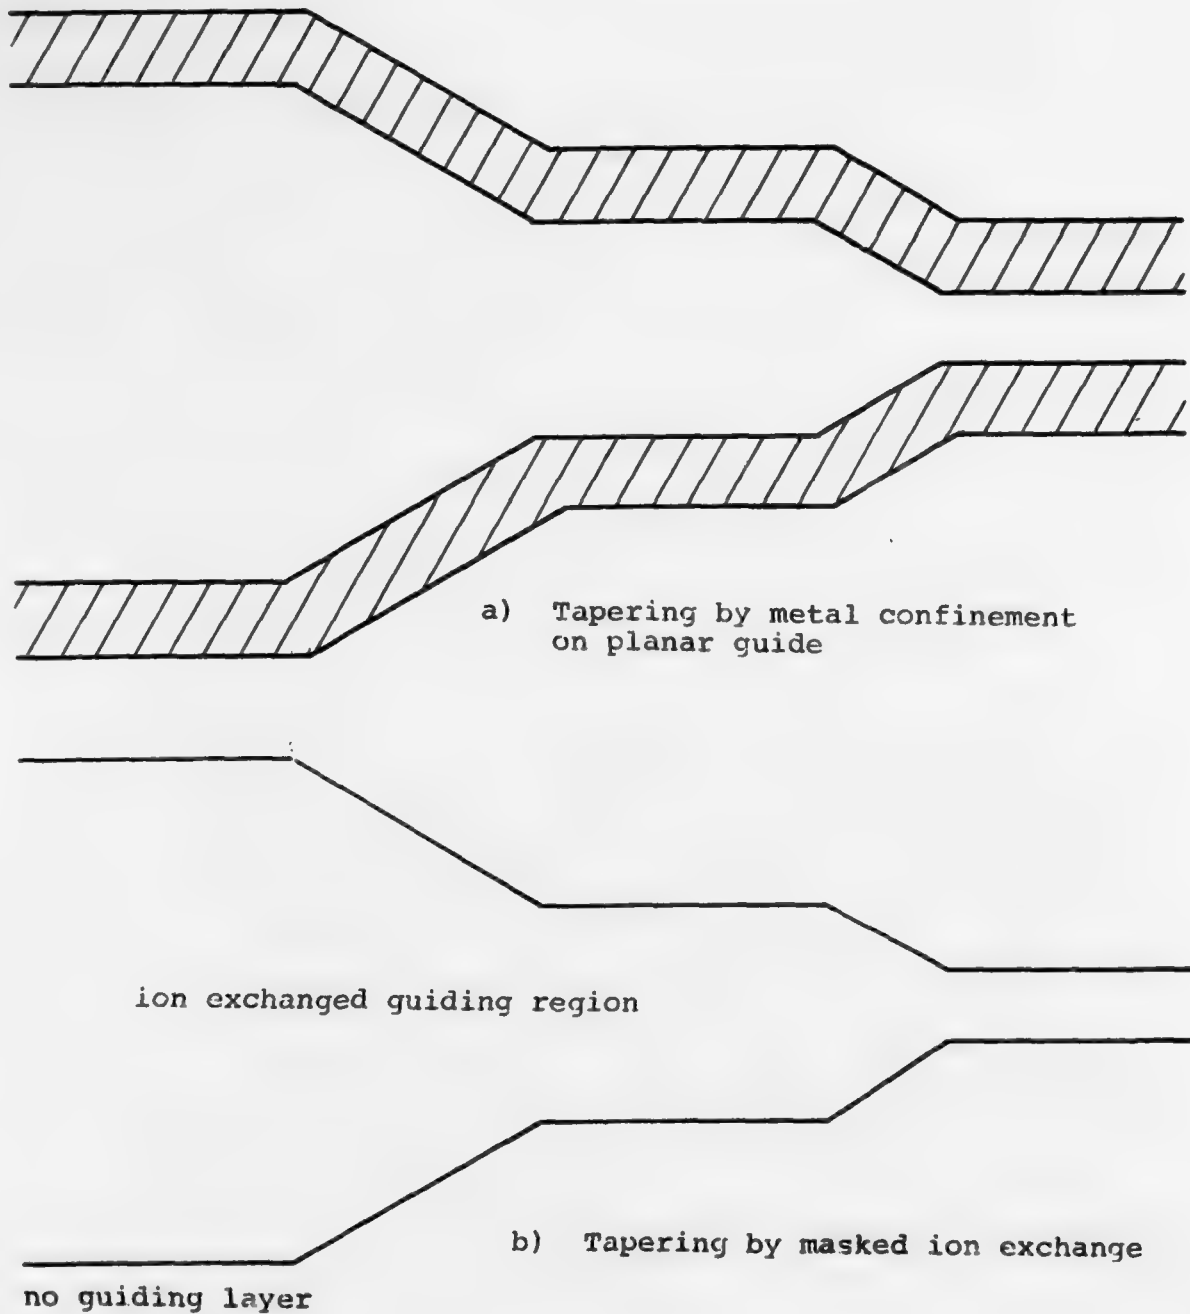 a) Tapering by metal confinement
on planar guide
ion exchanged guiding region
b) Tapering by masked ion exchange
no guiding layer